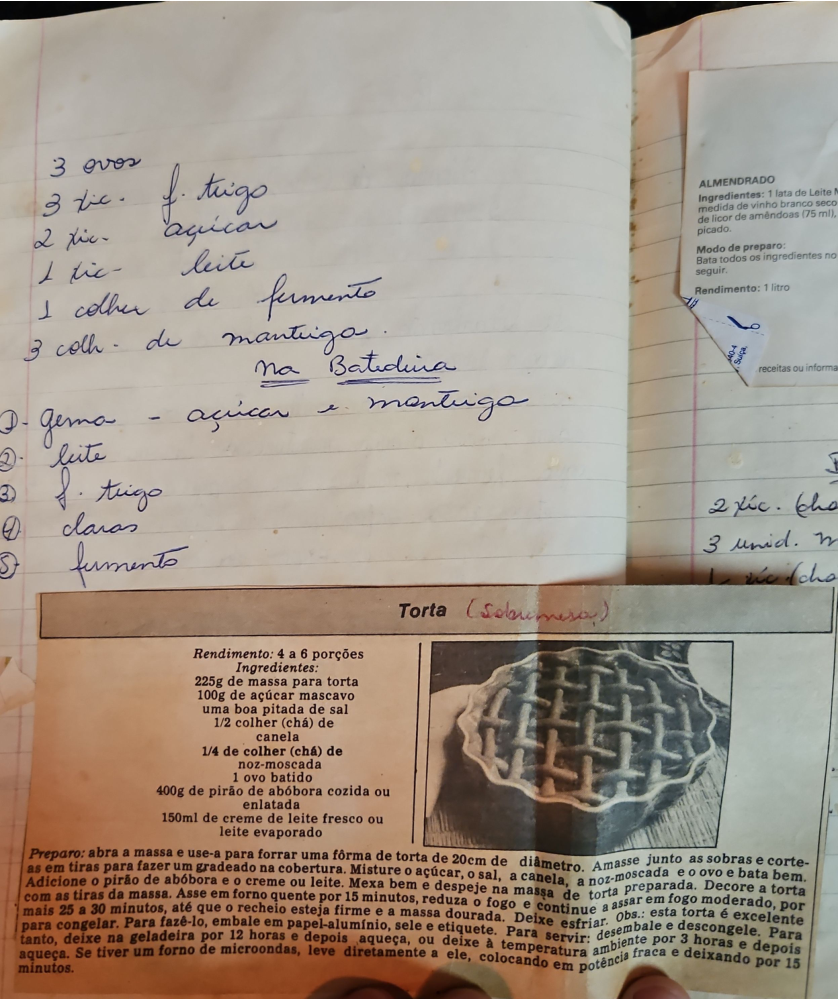 3 ovos
3 xic. f. trigo
2 xic. açúcar
1 xic. leite
1 colher de fermento
3 colh. de manteiga.
na Batedeira
1- gema - açúcar e manteiga
2- leite
3) f. trigo
4) claras
5) fermento
Torta (Sobremesa)
Rendimento: 4 a 6 porções
Ingredientes:
225g de massa para torta
100g de açúcar mascavo
uma boa pitada de sal
1/2 colher (chá) de
canela
1/4 de colher (chá) de
noz-moscada
1 ovo batido
400g de pirão de abóbora cozida ou
enlatada
150ml de creme de leite fresco ou
leite evaporado
Preparo: abra a massa e use-a para forrar uma fôrma de torta de 20cm de diâmetro. Amasse junto as sobras e corte-
as em tiras para fazer um gradeado na cobertura. Misture o açúcar, o sal, a canela, a noz-moscada e o ovo e bata bem.
Adicione o pirão de abóbora e o creme ou leite. Mexa bem e despeje na massa de torta preparada. Decore a torta
com as tiras da massa. Asse em forno quente por 15 minutos, reduza o fogo e continue a assar em fogo moderado, por
mais 25 a 30 minutos, até que o recheio esteja firme e a massa dourada. Deixe esfriar. Obs.: esta torta é excelente
para congelar. Para fazê-lo, embale em papel-alumínio, sele e etiquete. Para servir: desembale e descongele. Para
tanto, deixe na geladeira por 12 horas e depois aqueça, ou deixe à temperatura ambiente por 3 horas e depois
aqueça. Se tiver um forno de microondas, leve diretamente a ele, colocando em potência fraca e deixando por 15
minutos.
ALMENDRADO
Ingredientes: 1 lata de Leite
medida de vinho branco seco
de licor de amêndoas (75 ml),
picado.
Modo de preparo:
Bata todos os ingredientes no
seguir.
Rendimento: 1 litro
receitas ou informa
2 xíc. (cha
3 unid.
1 xíc (cha